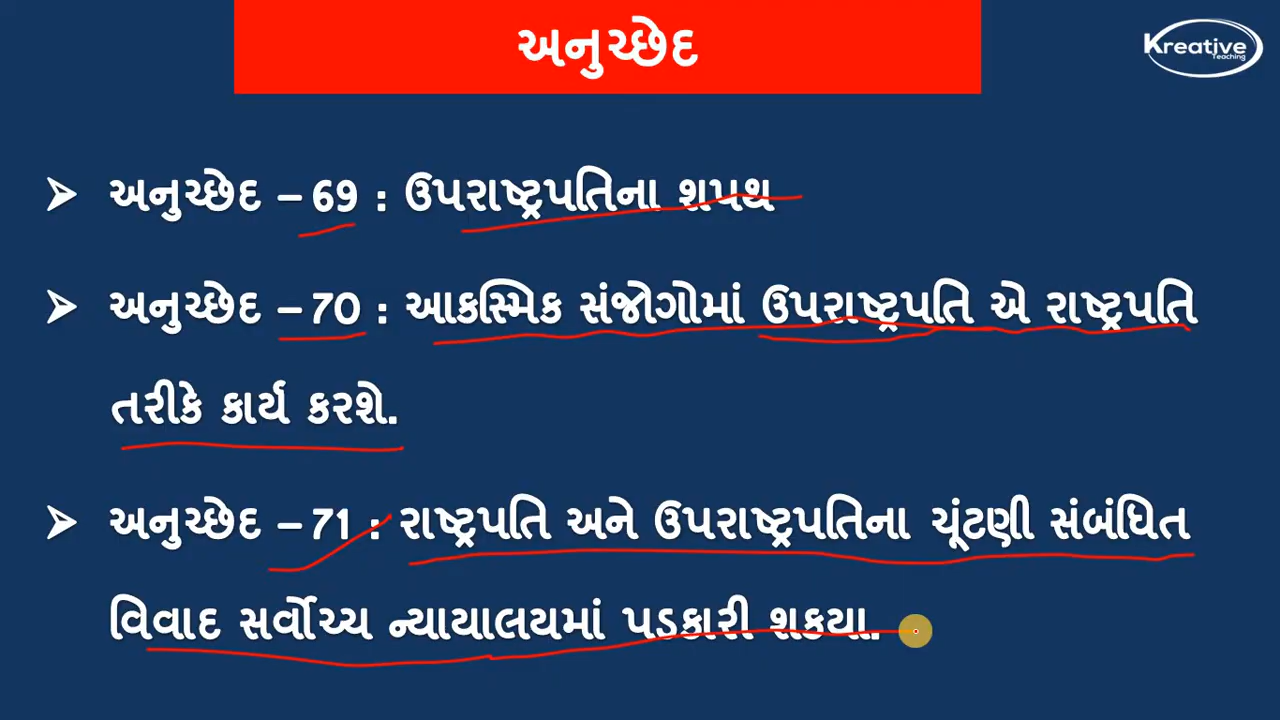 અનુચ્છેદ
Kreative
Teaching
➢ અનુચ્છેદ – 69 : ઉપરાષ્ટ્રપતિના શપથ
➢ અનુચ્છેદ – 70 : આકસ્મિક સંજોગોમાં ઉપરાષ્ટ્રપતિ એ રાષ્ટ્રપતિ
તરીકે કાર્ય કરશે.
➢ અનુચ્છેદ – 71 : રાષ્ટ્રપતિ અને ઉપરાષ્ટ્રપતિના ચૂંટણી સંબંધિત
વિવાદ સર્વોચ્ચ ન્યાયાલયમાં પડકારી શકયા.